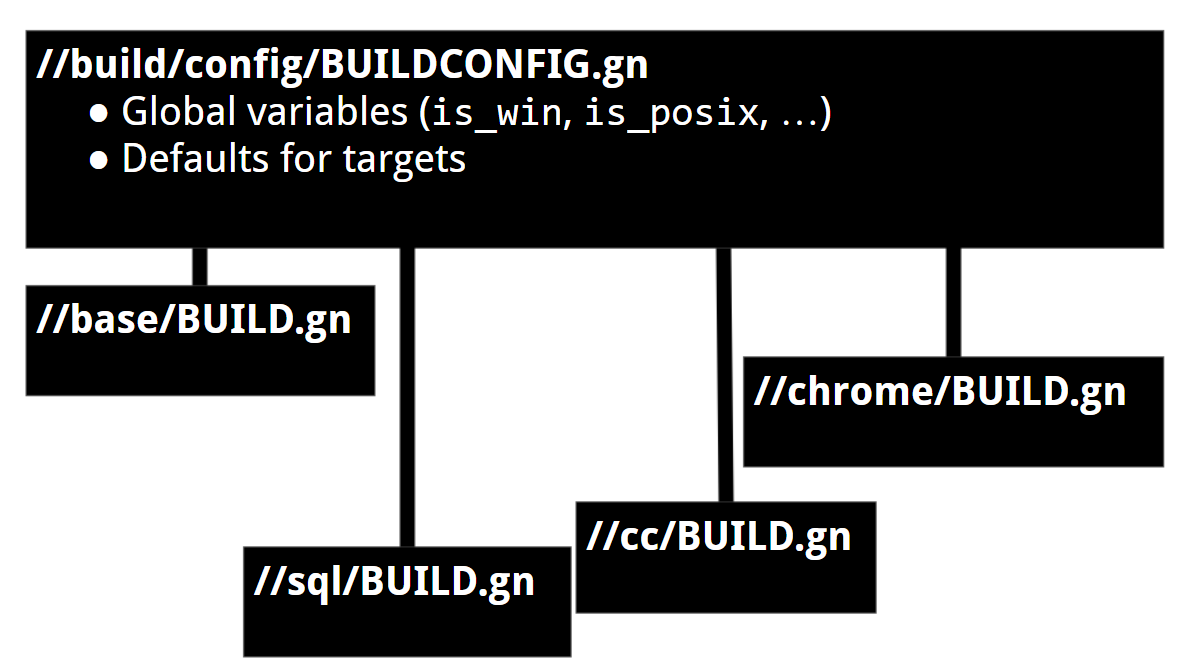 //build/config/BUILDCONFIG.gn
● Global variables (is_win, is_posix, …)
● Defaults for targets
//base/BUILD.gn
//chrome/BUILD.gn
//cc/BUILD.gn
//sql/BUILD.gn